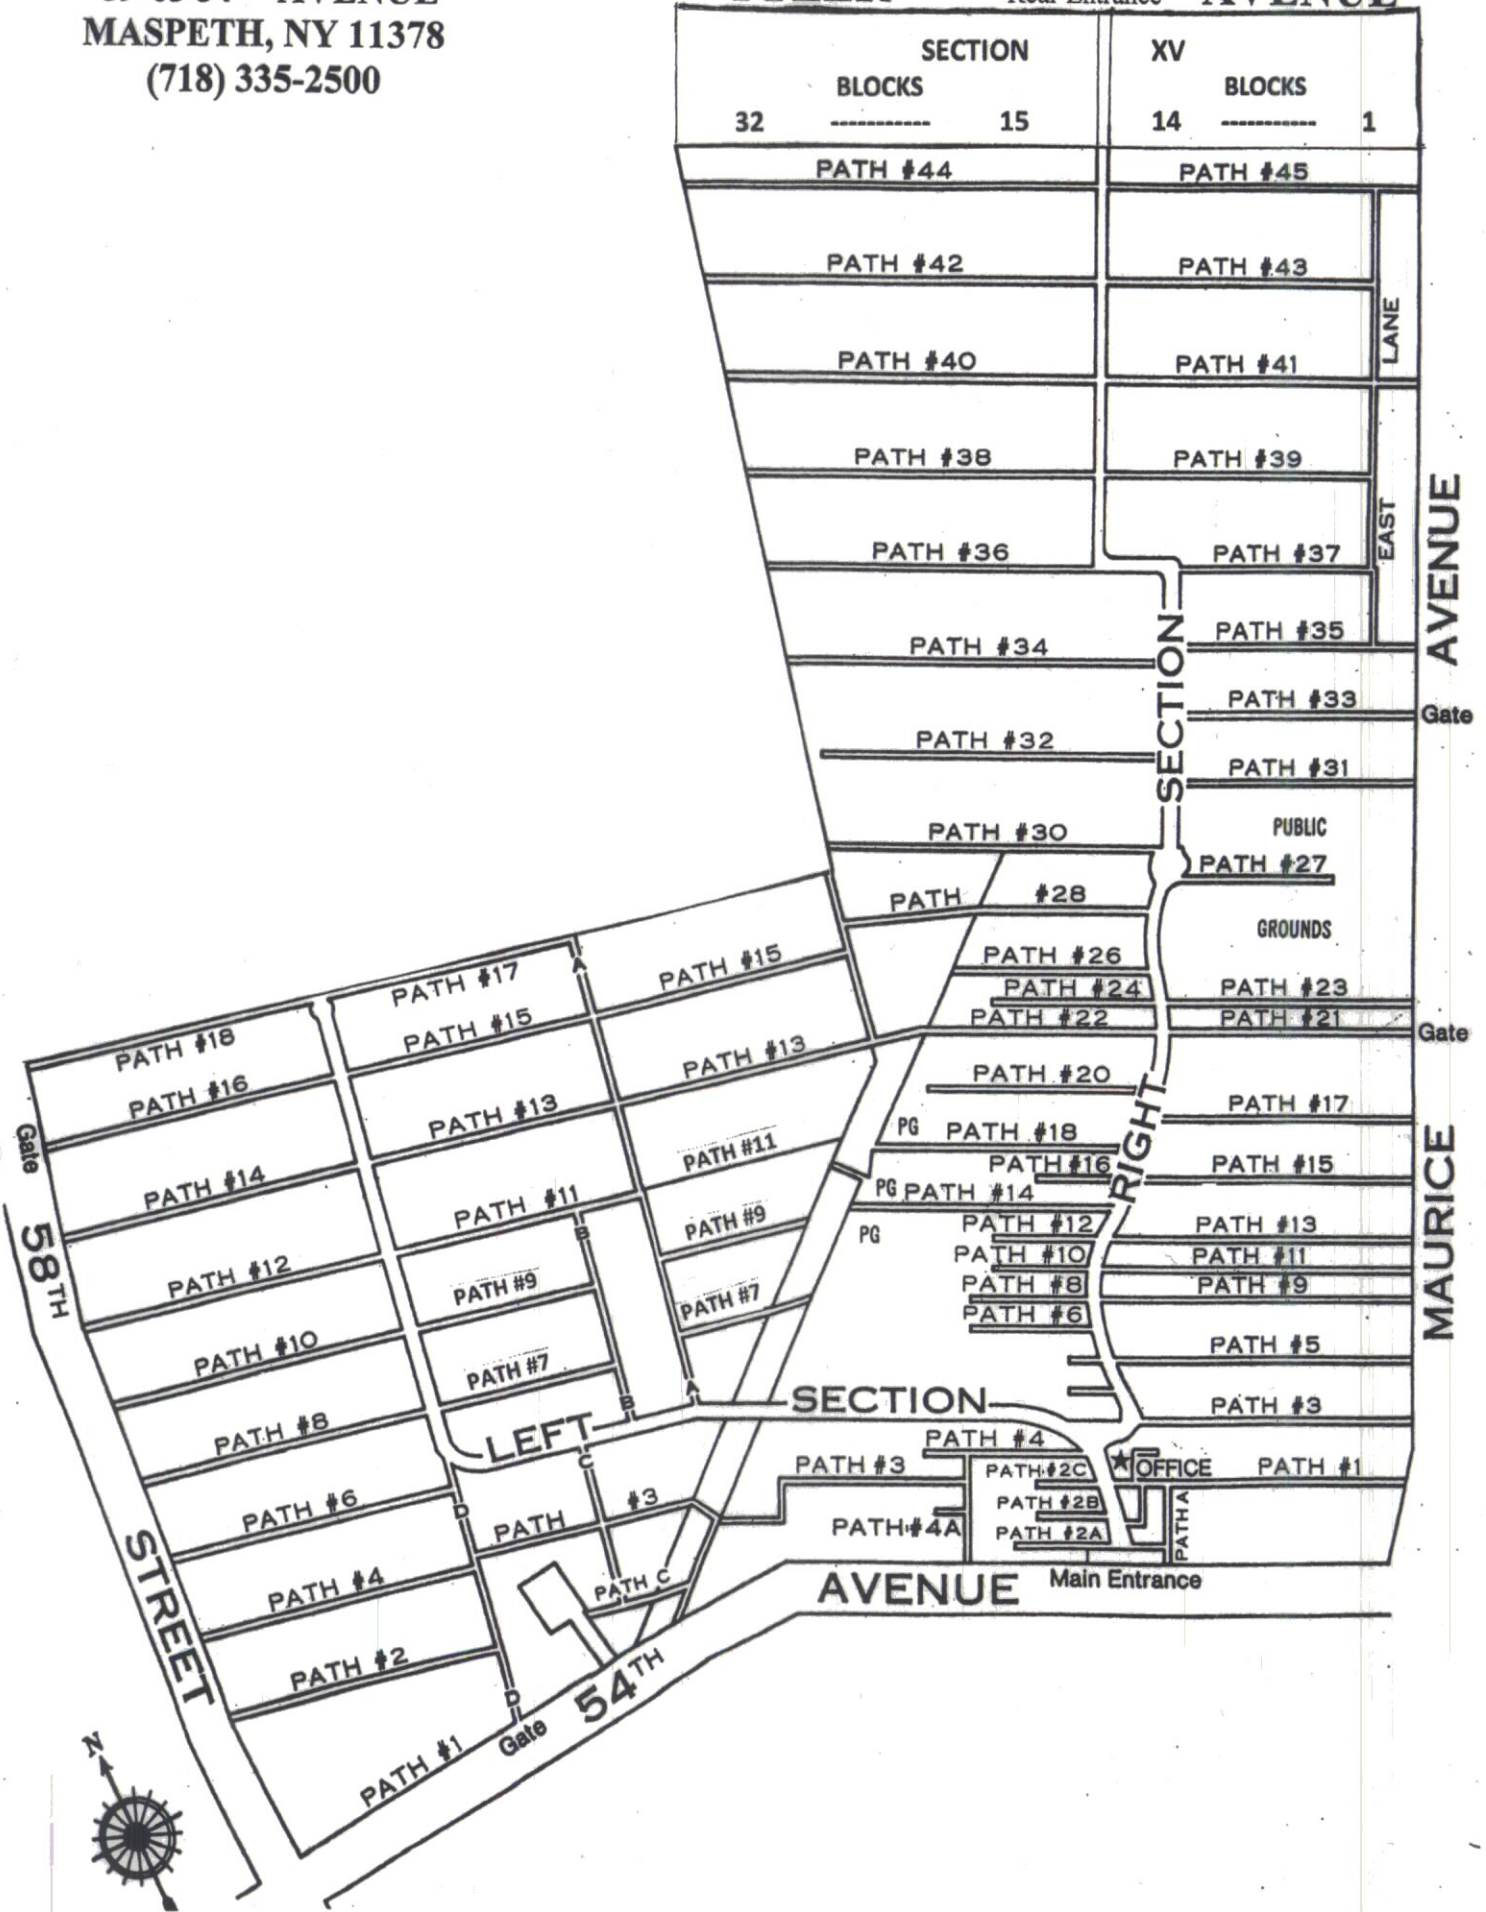 AVENUE
MASPETH, NY 11378
(718) 335-2500
Rear Entrance AVENUE
SECTION XV
BLOCKS BLOCKS
32 ----------- 15 14 ----------- 1
PATH #44 PATH #45
PATH #42 PATH #43
LANE
PATH #40 PATH #41
PATH #38 PATH #39
EAST
PATH #36 PATH #37
AVENUE
PATH #34 PATH #35
SECTION
PATH #33
Gate
PATH #32
PATH #31
PATH #30
PUBLIC
PATH #27
PATH #28
GROUNDS
PATH #26
PATH #24 PATH #23
PATH #22 PATH #21
Gate
PATH #20
PATH #17
RIGHT
PG PATH #18
PATH #16 PATH #15
PG PATH #14
PG
PATH #12 PATH #13
PATH #10 PATH #11
PATH #8 PATH #9
PATH #6
PATH #5
MAURICE
PATH #3
PATH #18
PATH #17
A
PATH #15
PATH #16
PATH #15
PATH #13
Gate
PATH #14
PATH #13
PATH #11
58TH
STREET
PATH #12
PATH #11
B
PATH #9
PATH #10
PATH #9
PATH #7
PATH #8
PATH #7
B
A
LEFT
SECTION
C
PATH #6
D
PATH #3
PATH #3
PATH #4
PATH #4A
PATH #2C
PATH #2B
PATH #2A
★ OFFICE
PATH #1
PATH A
Main Entrance
PATH #4
PATH C
PATH #2
D
Gate
PATH #1
54TH
AVENUE
N